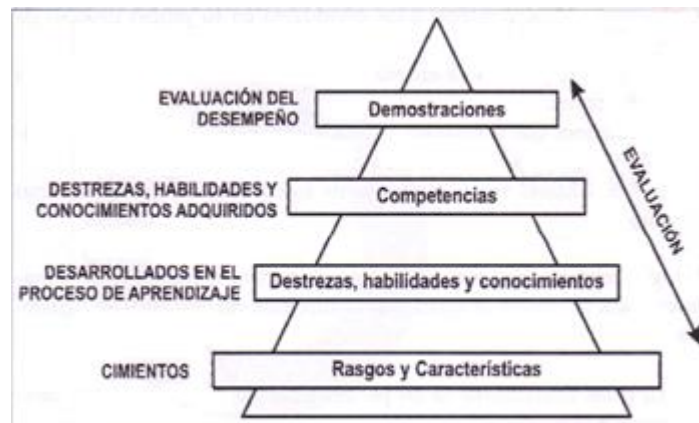 EVALUACIÓN DEL
DESEMPEÑO
Demostraciones
DESTREZAS, HABILIDADES Y
CONOCIMIENTOS ADQUIRIDOS
Competencias
DESARROLLADOS EN EL
PROCESO DE APRENDIZAJE
Destrezas, habilidades y conocimientos
CIMIENTOS
Rasgos y Características
EVALUACIÓN